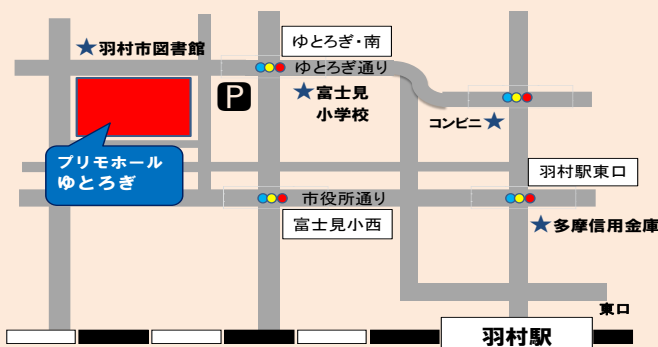 ゆとろぎ・南
★羽村市図書館
ゆとろぎ通り
P
★富士見
小学校
コンビニ★
プリモホール
ゆとろぎ
羽村駅東口
市役所通り
富士見小西
★多摩信用金庫
東口
羽村駅